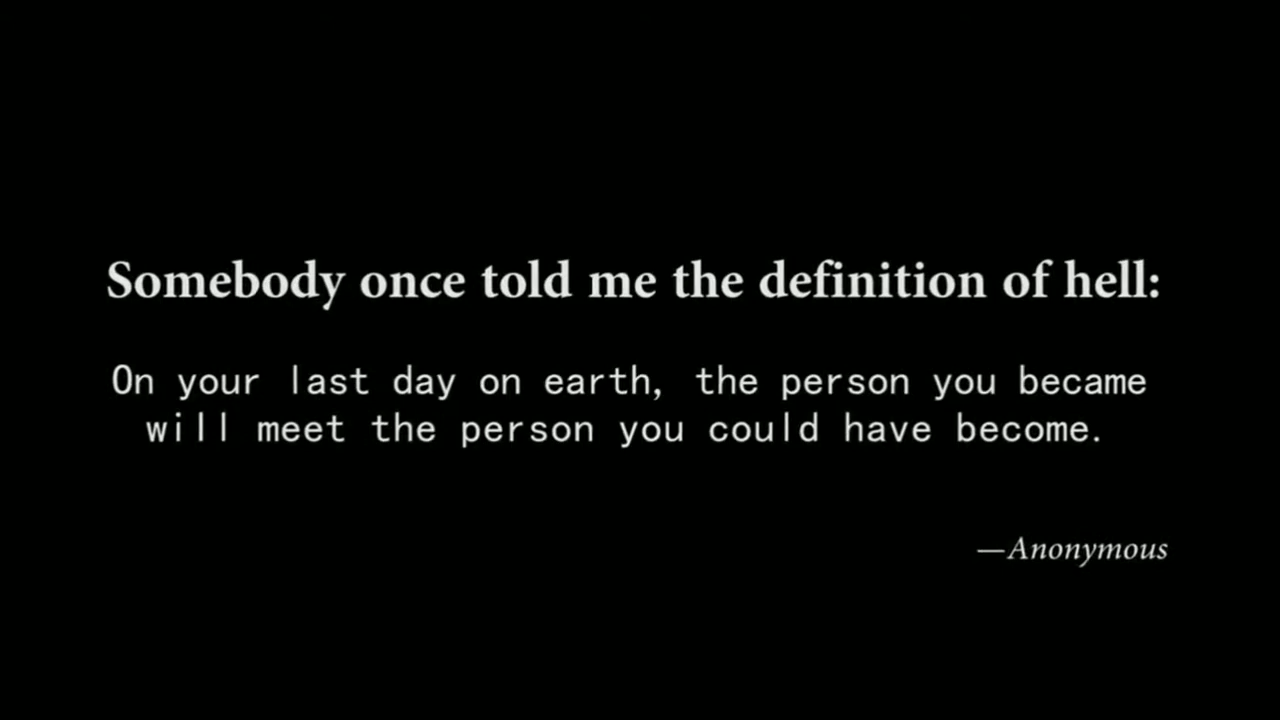 Somebody once told me the definition of hell:
On your last day on earth, the person you became
will meet the person you could have become.
—Anonymous